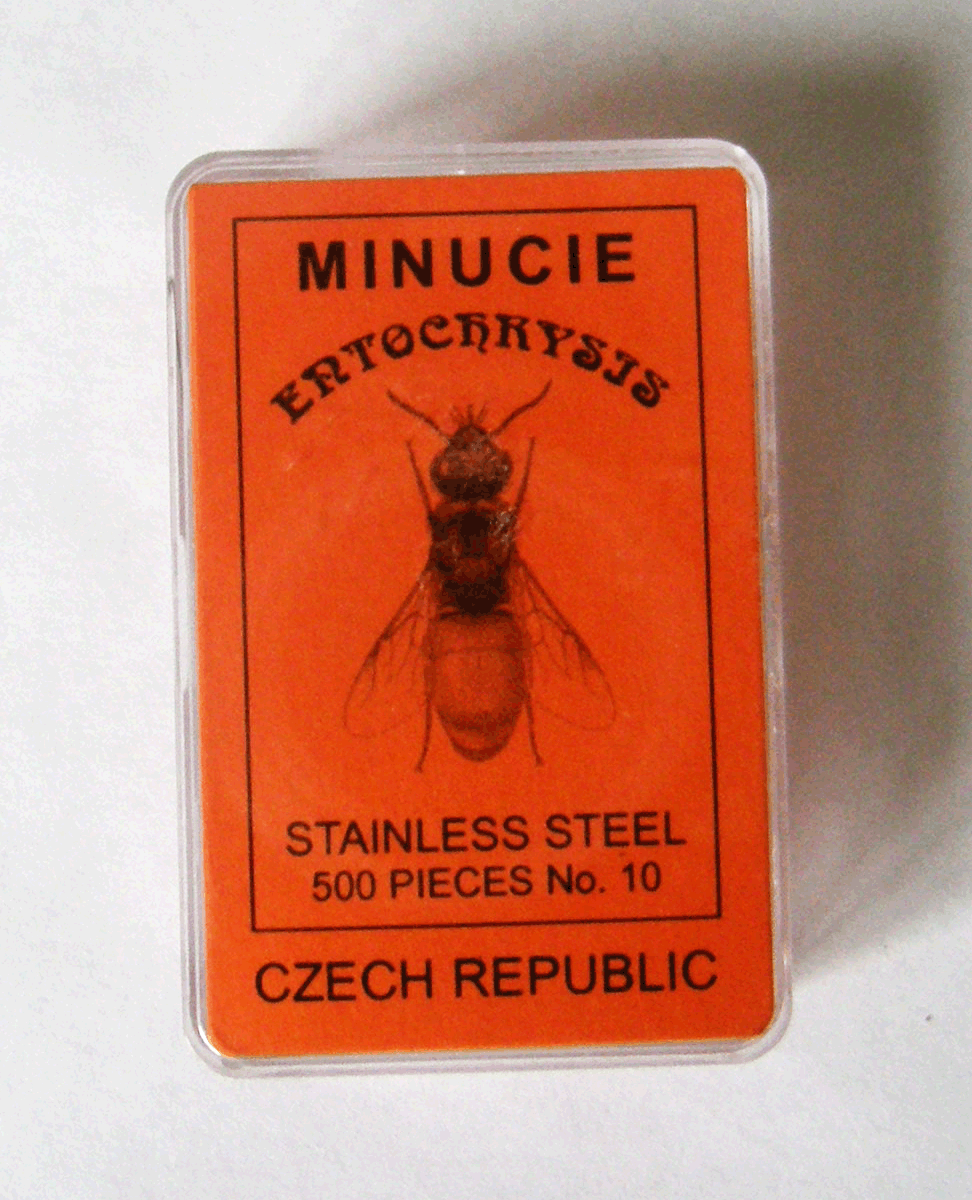 MINUCIE
ENTOCHRYSIS
STAINLESS STEEL
500 PIECES No. 10
CZECH REPUBLIC